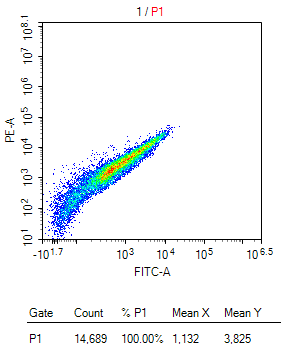 1 / P1
PE-A
10^8.1
10^7
10^6
10^5
10^4
10^3
10^2
10^1
-10^1.7 10^3 10^4 10^5 10^6.5
FITC-A
Gate Count % P1 Mean X Mean Y
P1 14,689 100.00% 1,132 3,825